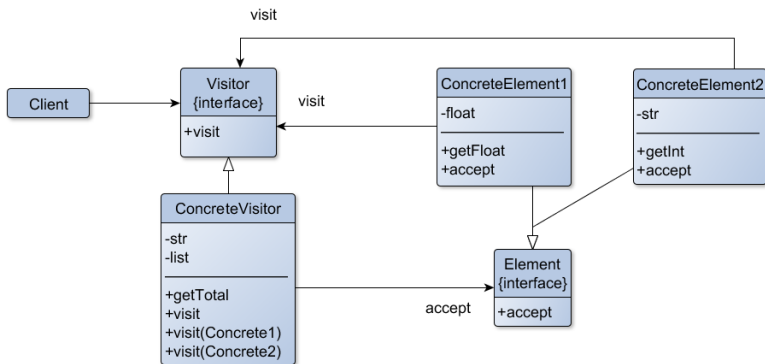 visit
Client
Visitor
{interface}
+visit
visit
ConcreteElement1
-float
+getFloat
+accept
ConcreteElement2
-str
+getInt
+accept
ConcreteVisitor
-str
-list
+getTotal
+visit
+visit(Concrete1)
+visit(Concrete2)
accept
Element
{interface}
+accept